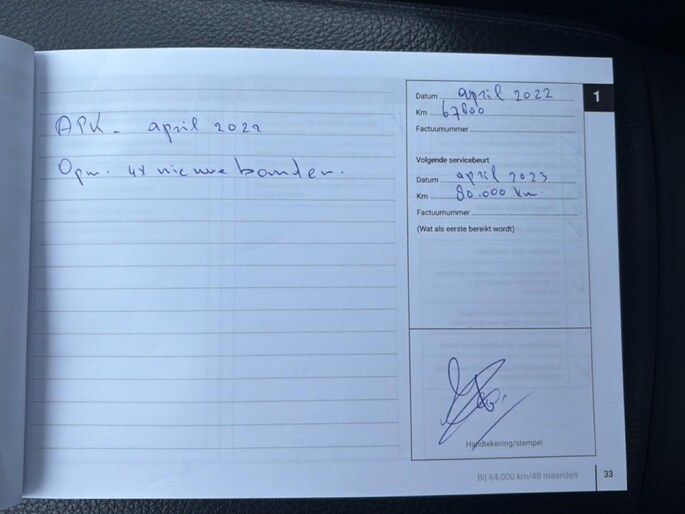 APK - april 2022
Opm. 4x nieuwe banden.
1
Datum april 2022
Km 67800
Factuurnummer
Volgende servicebeurt
Datum april 2023
Km 80.000 km.
Factuurnummer
(Wat als eerste bereikt wordt)
Handtekening/stempel
Bij 64.000 km/48 maanden 33